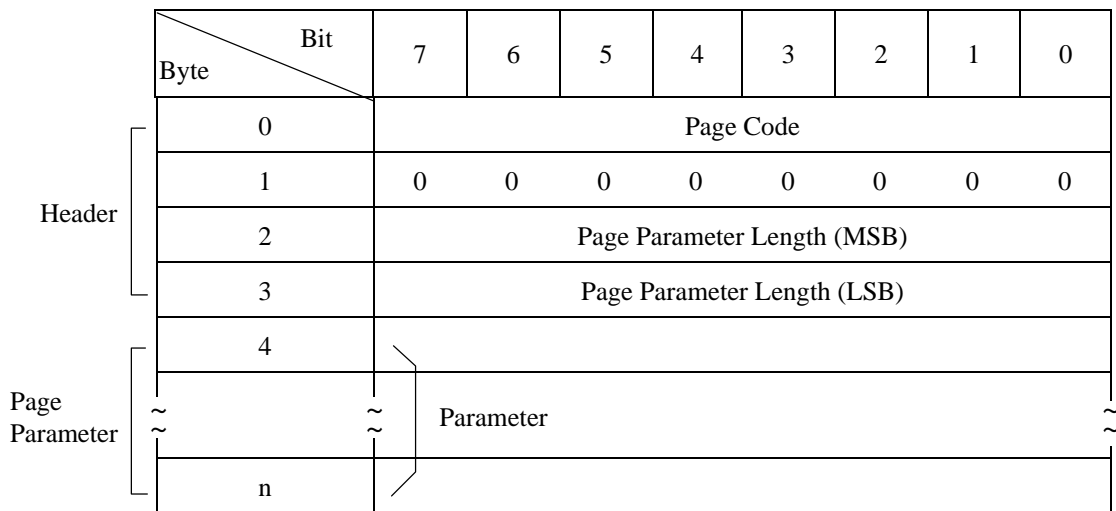 Bit
Byte
7 6 5 4 3 2 1 0
0 Page Code
1 0 0 0 0 0 0 0 0
Header
2 Page Parameter Length (MSB)
3 Page Parameter Length (LSB)
4
Page
Parameter
~ ~ Parameter ~
~ ~ ~
n